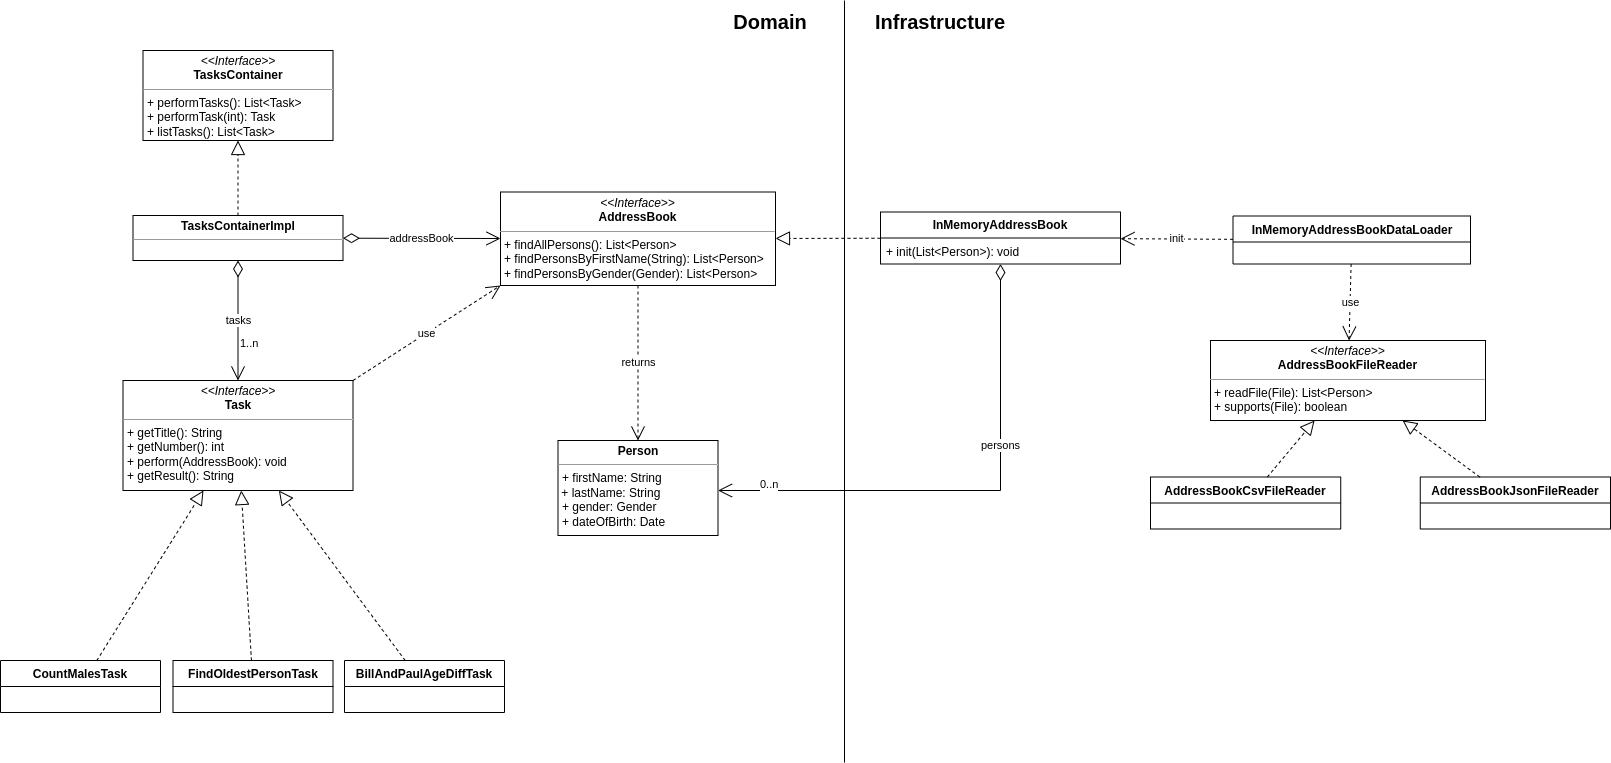 Domain
Infrastructure
<<Interface>>
TasksContainer
+ performTasks(): List<Task>
+ performTask(int): Task
+ listTasks(): List<Task>
TasksContainerImpl
addressBook
<<Interface>>
AddressBook
+ findAllPersons(): List<Person>
+ findPersonsByFirstName(String): List<Person>
+ findPersonsByGender(Gender): List<Person>
InMemoryAddressBook
+ init(List<Person>): void
init
InMemoryAddressBookDataLoader
tasks
1..n
use
returns
use
<<Interface>>
AddressBookFileReader
+ readFile(File): List<Person>
+ supports(File): boolean
<<Interface>>
Task
+ getTitle(): String
+ getNumber(): int
+ perform(AddressBook): void
+ getResult(): String
Person
+ firstName: String
+ lastName: String
+ gender: Gender
+ dateOfBirth: Date
0..n
persons
AddressBookCsvFileReader
AddressBookJsonFileReader
CountMalesTask
FindOldestPersonTask
BillAndPaulAgeDiffTask